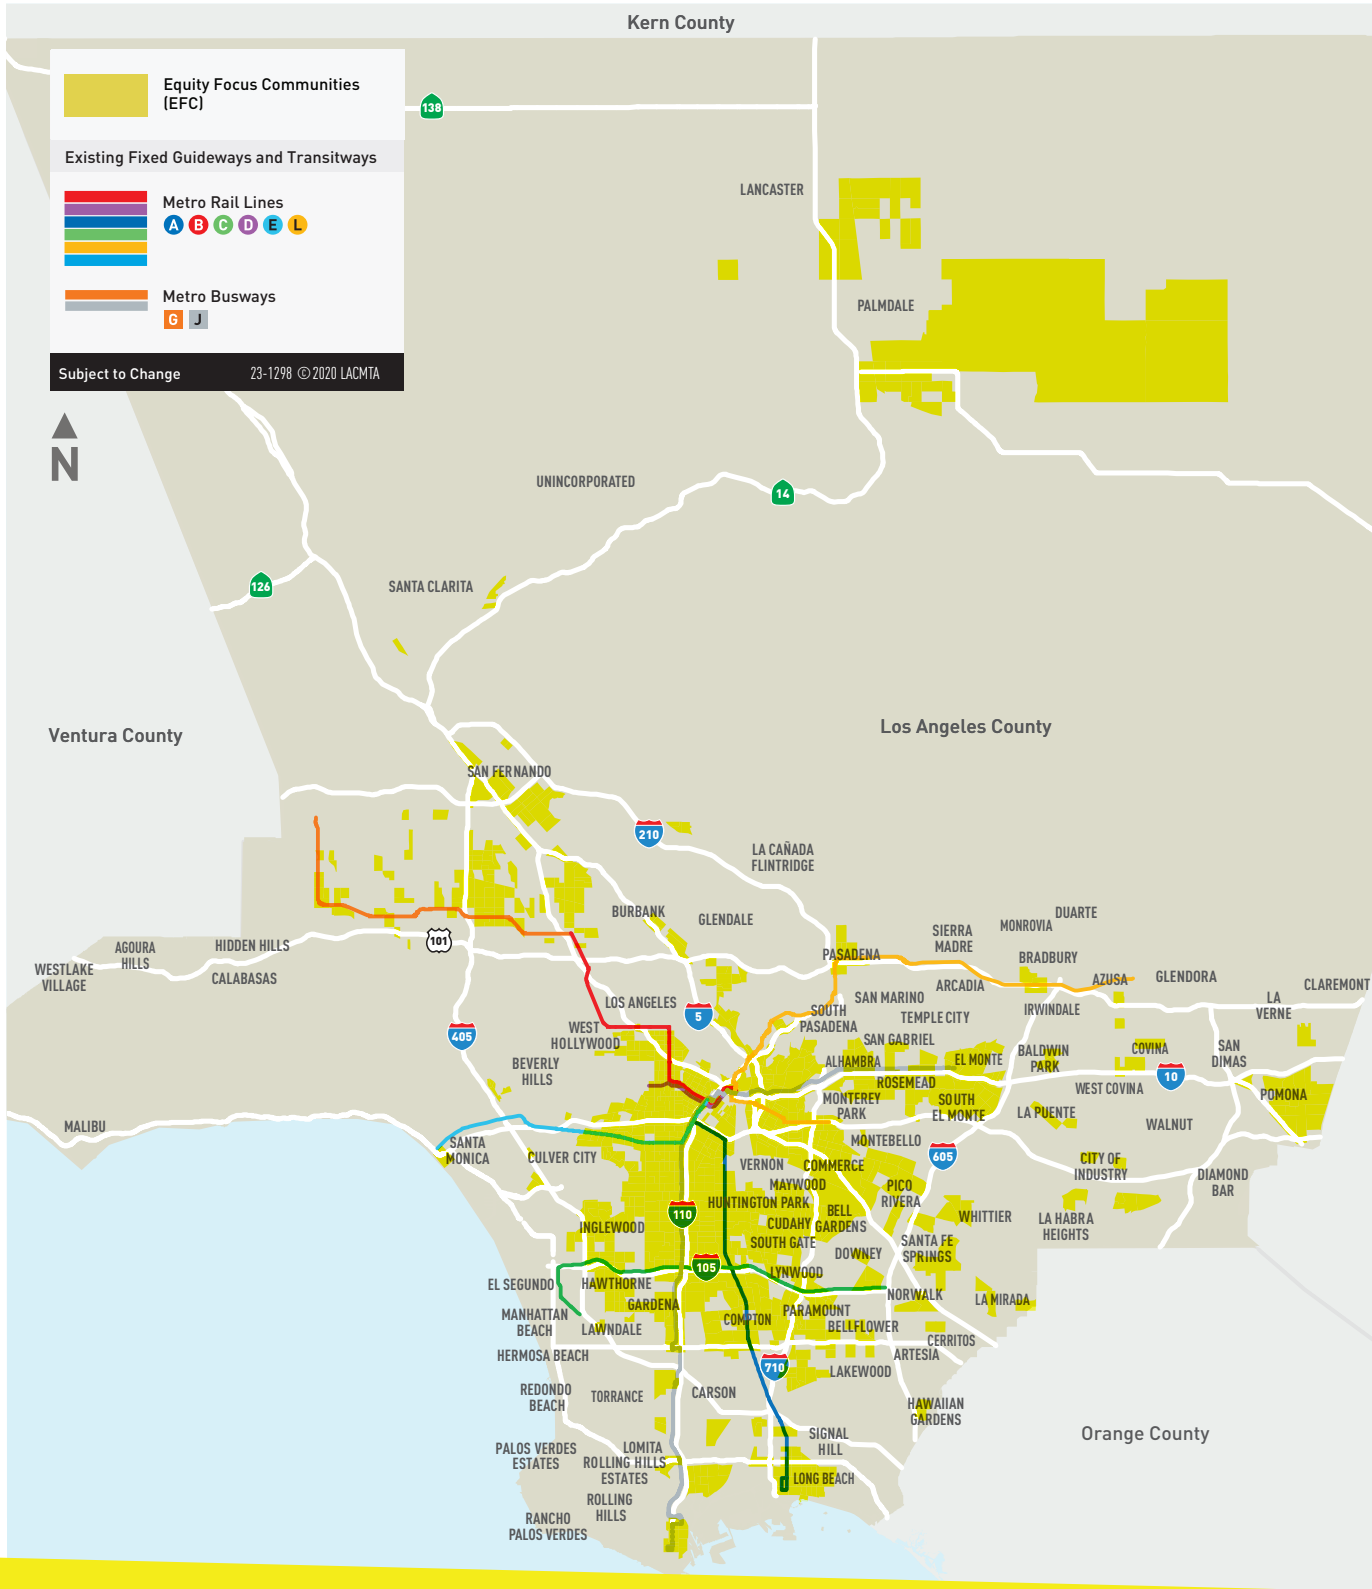 Kern County
Equity Focus Communities
(EFC)
Existing Fixed Guideways and Transitways
Metro Rail Lines
A B C D E L
Metro Busways
G J
Subject to Change 23-1298 © 2020 LACMTA
N
138
LANCASTER
PALMDALE
UNINCORPORATED
14
126
SANTA CLARITA
Ventura County
Los Angeles County
SAN FERNANDO
210
LA CAÑADA
FLINTRIDGE
BURBANK
GLENDALE
DUARTE
MONROVIA
SIERRA
MADRE
101
AGOURA
HILLS
HIDDEN HILLS
PASADENA
BRADBURY
WESTLAKE
VILLAGE
CALABASAS
ARCADIA
AZUSA
GLENDORA
CLAREMONT
LOS ANGELES
5
SAN MARINO
SOUTH
PASADENA
TEMPLE CITY
IRWINDALE
LA
VERNE
405
WEST
HOLLYWOOD
SAN GABRIEL
BEVERLY
HILLS
ALHAMBRA
EL MONTE
BALDWIN
PARK
COVINA
SAN
DIMAS
ROSEMEAD
10
WEST COVINA
POMONA
MONTEREY
PARK
SOUTH
EL MONTE
LA PUENTE
WALNUT
MALIBU
SANTA
MONICA
CULVER CITY
MONTEBELLO
605
VERNON
COMMERCE
CITY OF
INDUSTRY
DIAMOND
BAR
MAYWOOD
PICO
RIVERA
HUNTINGTON PARK
110
BELL
GARDENS
CUDAHY
WHITTIER
LA HABRA
HEIGHTS
INGLEWOOD
SOUTH GATE
DOWNEY
SANTA FE
SPRINGS
105
LYNWOOD
EL SEGUNDO
HAWTHORNE
NORWALK
LA MIRADA
GARDENA
MANHATTAN
BEACH
LAWNDALE
COMPTON
PARAMOUNT
BELLFLOWER
CERRITOS
HERMOSA BEACH
ARTESIA
710
LAKEWOOD
REDONDO
BEACH
TORRANCE
CARSON
HAWAIIAN
GARDENS
SIGNAL
HILL
Orange County
PALOS VERDES
ESTATES
LOMITA
ROLLING HILLS
ESTATES
LONG BEACH
ROLLING
HILLS
RANCHO
PALOS VERDES